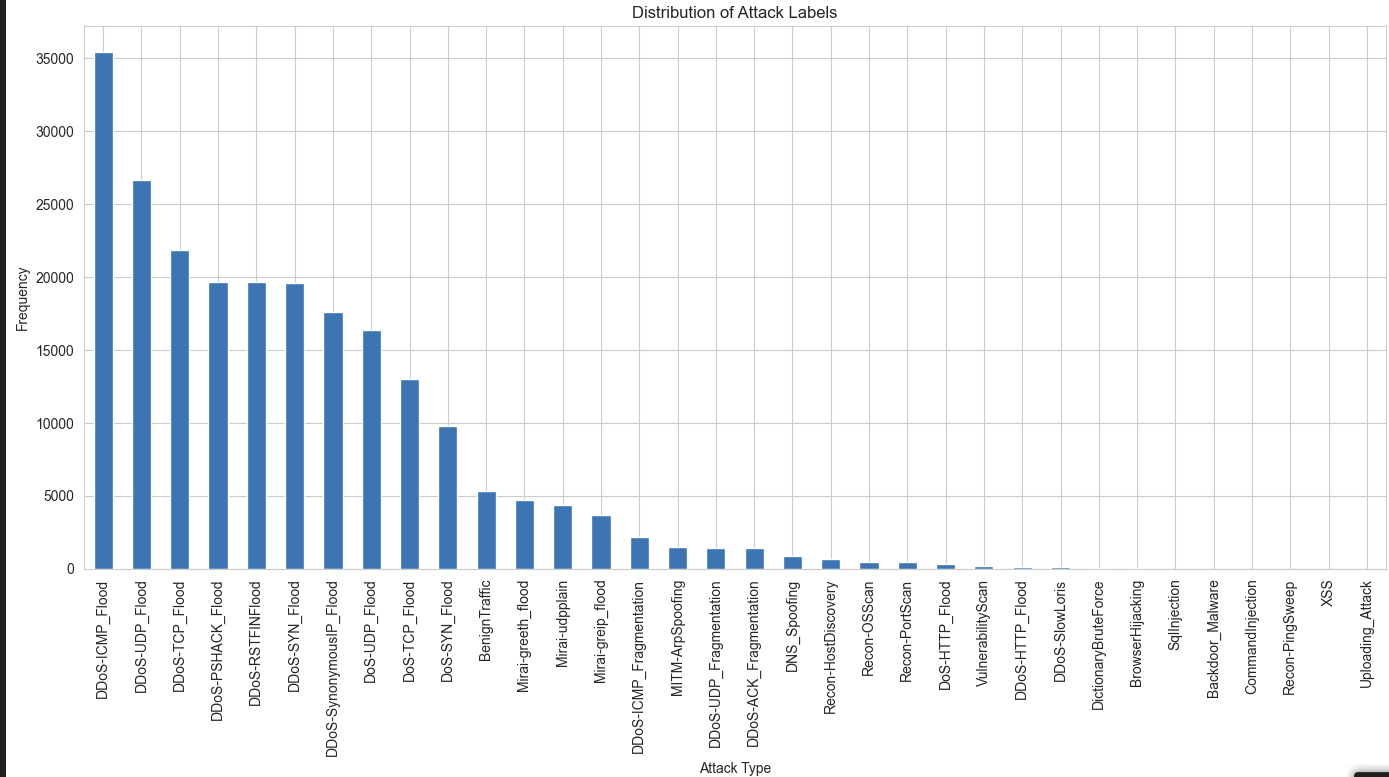 Distribution of Attack Labels
Frequency
35000
30000
25000
20000
15000
10000
5000
0
DDoS-ICMP_Flood
DDoS-UDP_Flood
DDoS-TCP_Flood
DDoS-PSHACK_Flood
DDoS-RSTFINFlood
DDoS-SYN_Flood
DDoS-SynonymousIP_Flood
DoS-UDP_Flood
DoS-TCP_Flood
DoS-SYN_Flood
BenignTraffic
Mirai-greeth_flood
Mirai-udpplain
Mirai-greip_flood
DDoS-ICMP_Fragmentation
MITM-ArpSpoofing
DDoS-UDP_Fragmentation
DDoS-ACK_Fragmentation
DNS_Spoofing
Recon-HostDiscovery
Recon-OSScan
Recon-PortScan
DoS-HTTP_Flood
VulnerabilityScan
DDoS-HTTP_Flood
DDoS-SlowLoris
DictionaryBruteForce
BrowserHijacking
SqlInjection
Backdoor_Malware
CommandInjection
Recon-PingSweep
XSS
Uploading_Attack
Attack Type